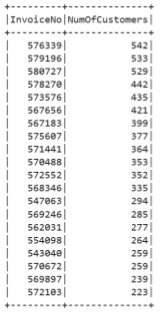 +---------+--------------+
|InvoiceNo|NumOfCustomers|
+---------+--------------+
|   576339|           542|
|   579196|           533|
|   580727|           529|
|   578270|           442|
|   573576|           435|
|   567656|           421|
|   567183|           399|
|   575607|           377|
|   571441|           364|
|   570488|           353|
|   572552|           352|
|   568346|           335|
|   547063|           294|
|   569246|           285|
|   562031|           277|
|   554098|           264|
|   543040|           259|
|   570672|           259|
|   569897|           239|
|   572103|           223|
+---------+--------------+